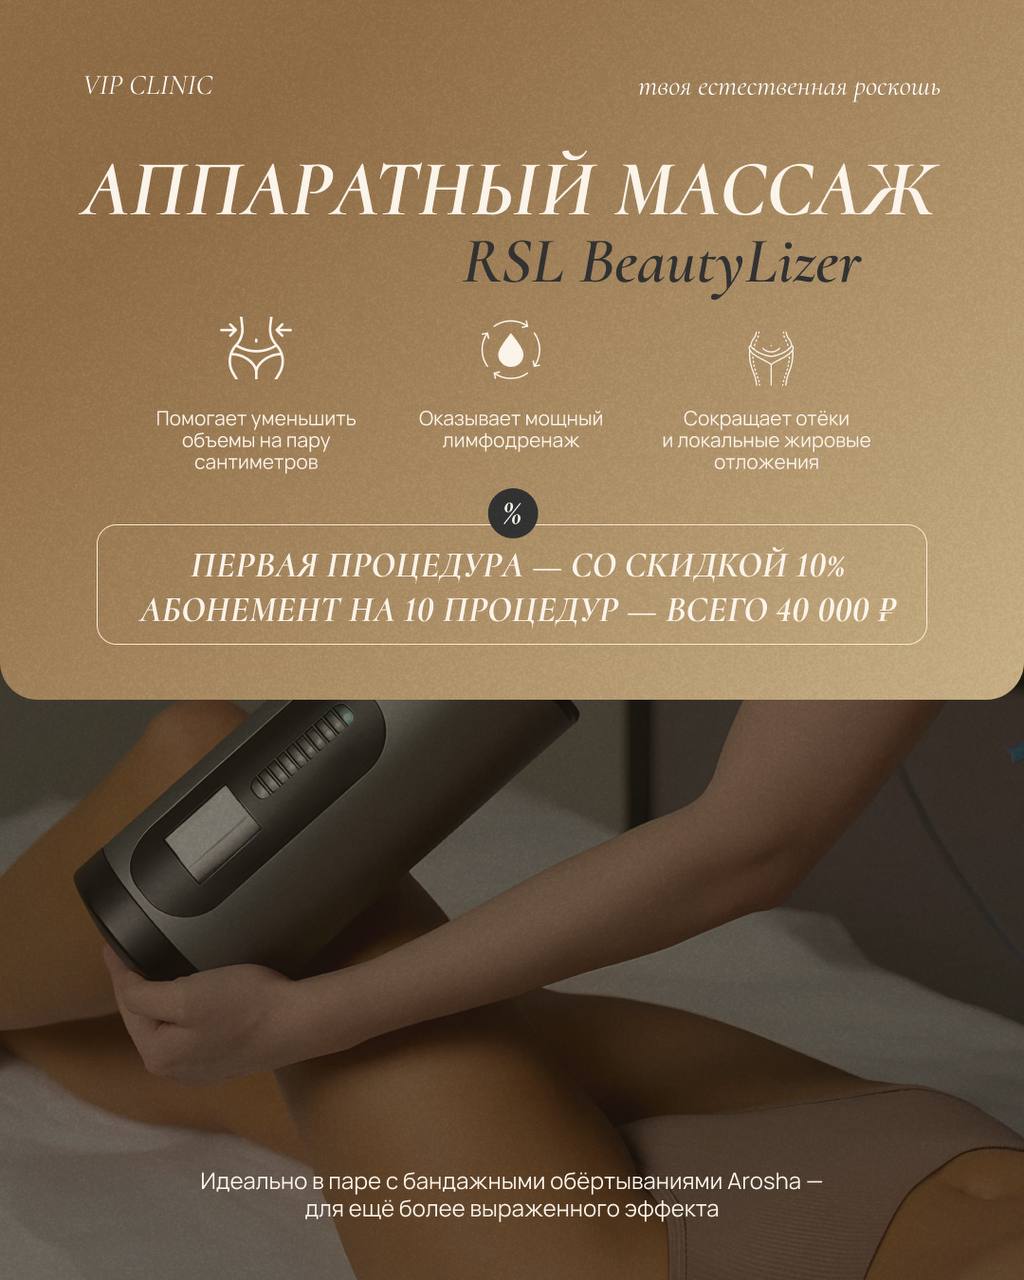 VIP CLINIC
твоя естественная роскошь
АППАРАТНЫЙ МАССАЖ
RSL BeautyLizer
Помогает уменьшить
объемы на пару
сантиметров
Оказывает мощный
лимфодренаж
Сокращает отёки
и локальные жировые
отложения
%
ПЕРВАЯ ПРОЦЕДУРА — СО СКИДКОЙ 10%
АБОНЕМЕНТ НА 10 ПРОЦЕДУР — ВСЕГО 40 000 ₽
Идеально в паре с бандажными обёртываниями Arosha —
для ещё более выраженного эффекта